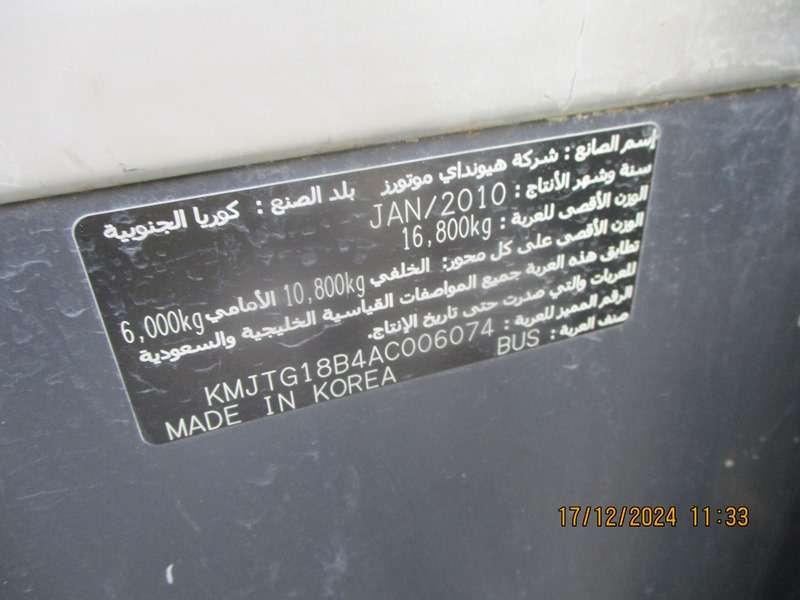 إسم الصانع : شركة هيونداي موتورز بلد الصنع : كوريا الجنوبية
سنة وشهر الأنتاج : JAN/2010
الوزن الأقصى للعربة : 16,800kg
الوزن الأقصى على كل محور: الخلفي 10,800kg الأمامي 6,000kg
تطابق هذه العربة جميع المواصفات القياسية الخليجية والسعودية
للعربات والتي صدرت حتى تاريخ الإنتاج.
الرقم المميز للعربة : KMJTG18B4AC006074
صنف العربة : BUS
MADE IN KOREA
17/12/2024 11:33